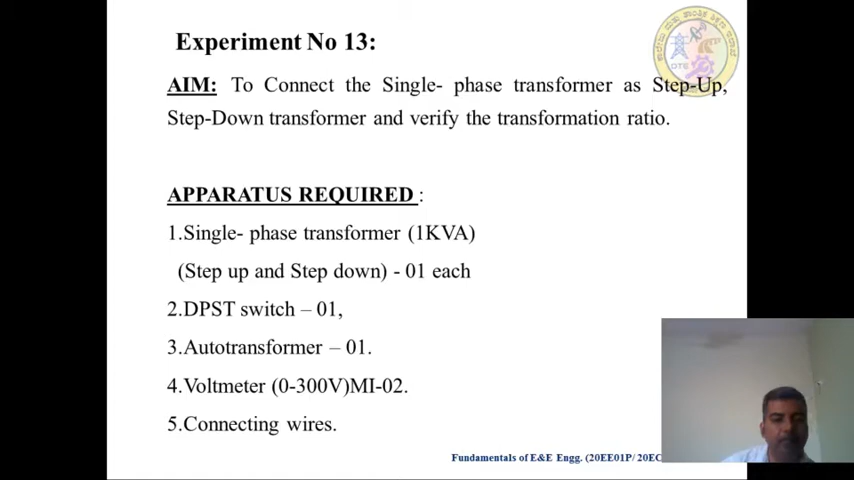 Experiment No 13:
AIM: To Connect the Single- phase transformer as Step-Up,
Step-Down transformer and verify the transformation ratio.
APPARATUS REQUIRED :
1.Single- phase transformer (1KVA)
(Step up and Step down) - 01 each
2.DPST switch – 01,
3.Autotransformer – 01.
4.Voltmeter (0-300V)MI-02.
5.Connecting wires.
Fundamentals of E&E Engg. (20EE01P/ 20EC
DTE